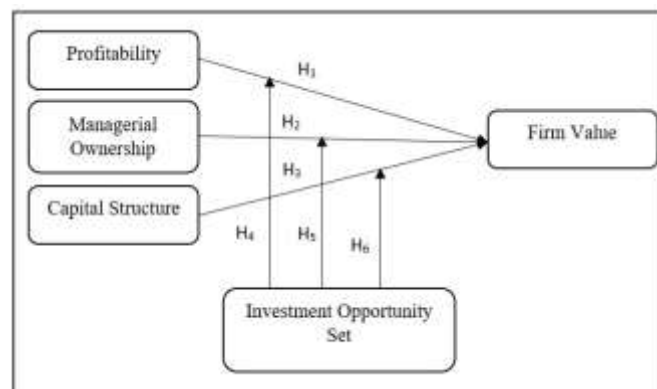 Profitability
H₁
Managerial
Ownership
H₂
Firm Value
H₃
Capital Structure
H₄
H₅
H₆
Investment Opportunity
Set